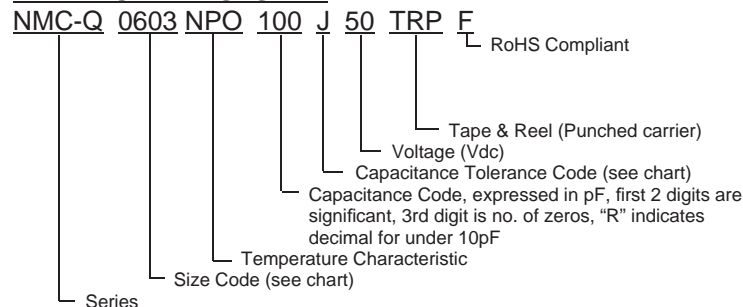 NMC-Q 0603 NPO 100 J 50 TRP F
RoHS Compliant
Tape & Reel (Punched carrier)
Voltage (Vdc)
Capacitance Tolerance Code (see chart)
Capacitance Code, expressed in pF, first 2 digits are
significant, 3rd digit is no. of zeros, “R” indicates
decimal for under 10pF
Temperature Characteristic
Size Code (see chart)
Series